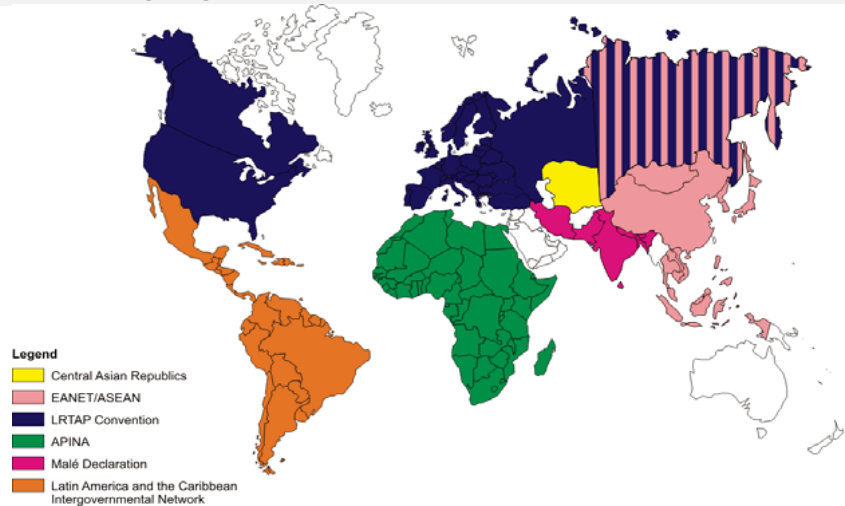 Legend
Central Asian Republics
EANET/ASEAN
LRTAP Convention
APINA
Malé Declaration
Latin America and the Caribbean
Intergovernmental Network